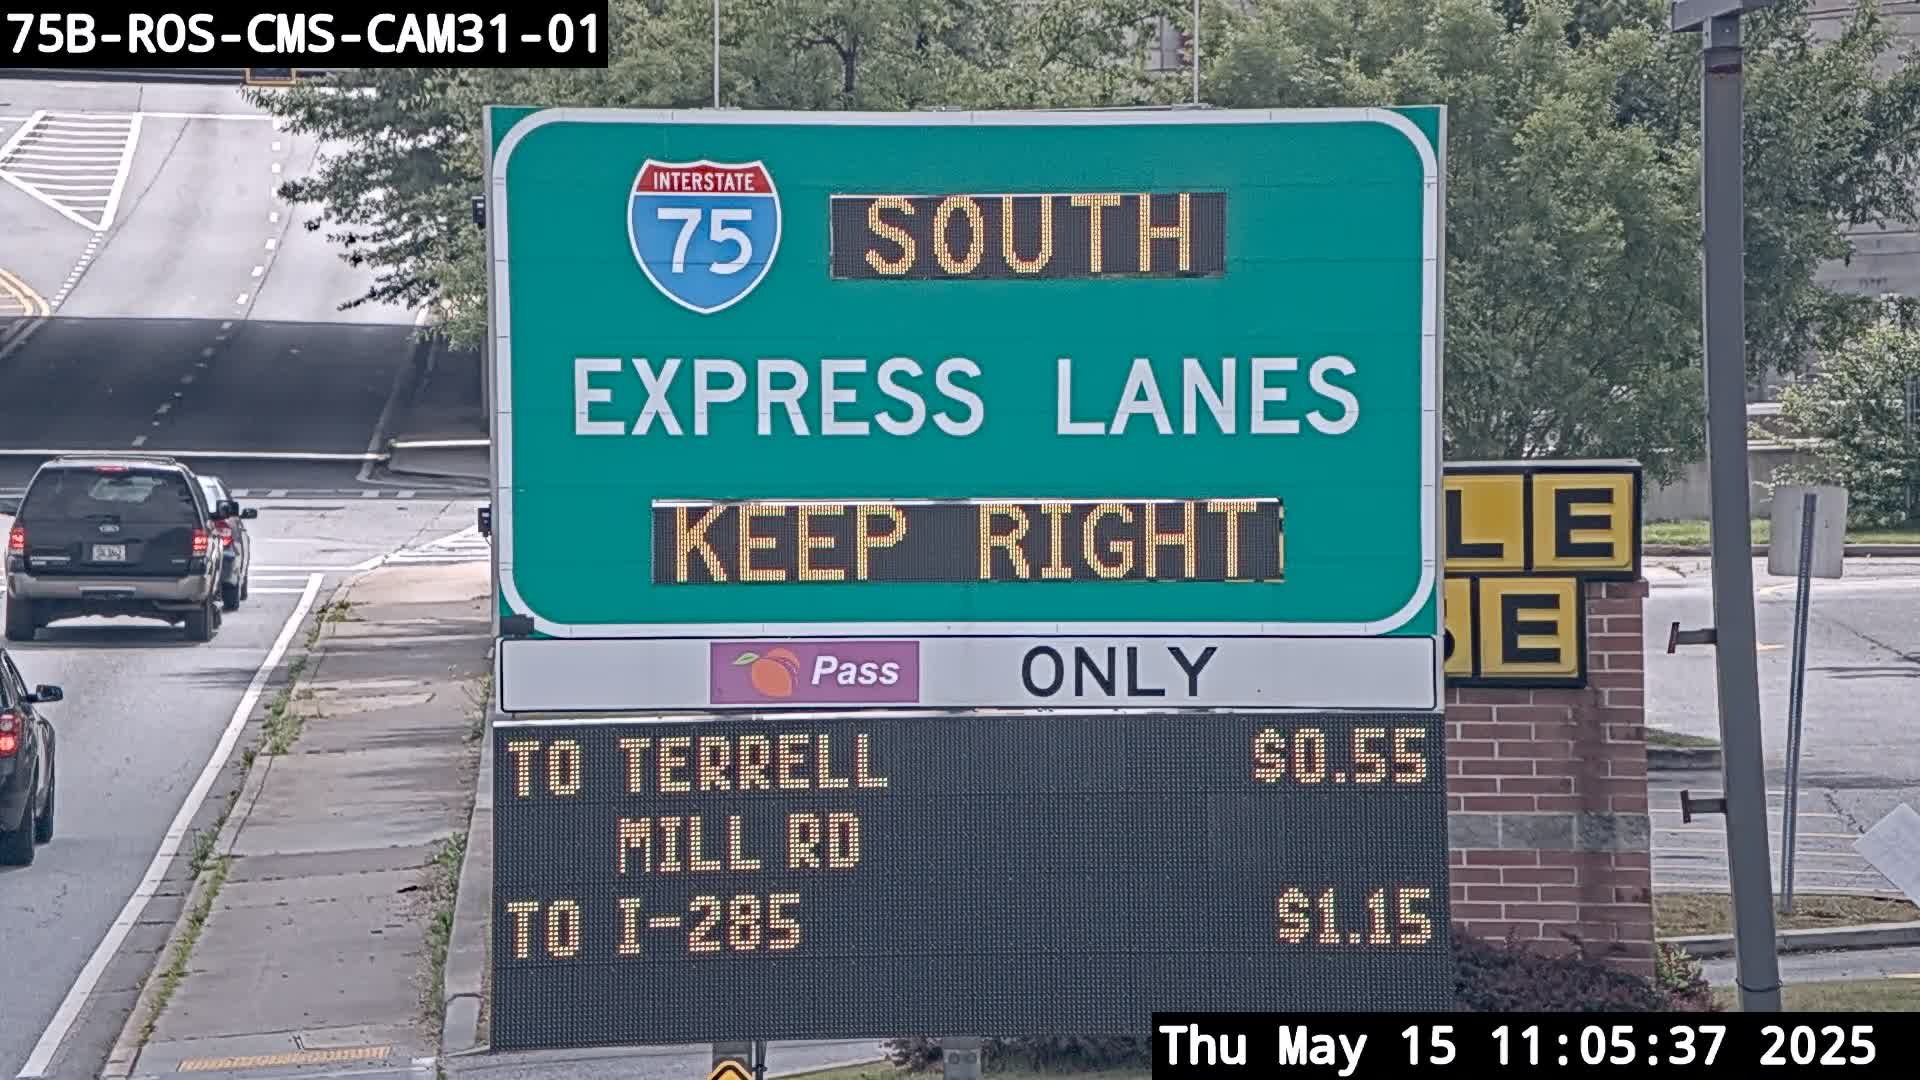 75B-ROS-CMS-CAM31-01
INTERSTATE
75
SOUTH
EXPRESS LANES
KEEP RIGHT
Pass ONLY
TO TERRELL $0.55
MILL RD
TO I-285 $1.15
LE
E
Thu May 15 11:05:37 2025